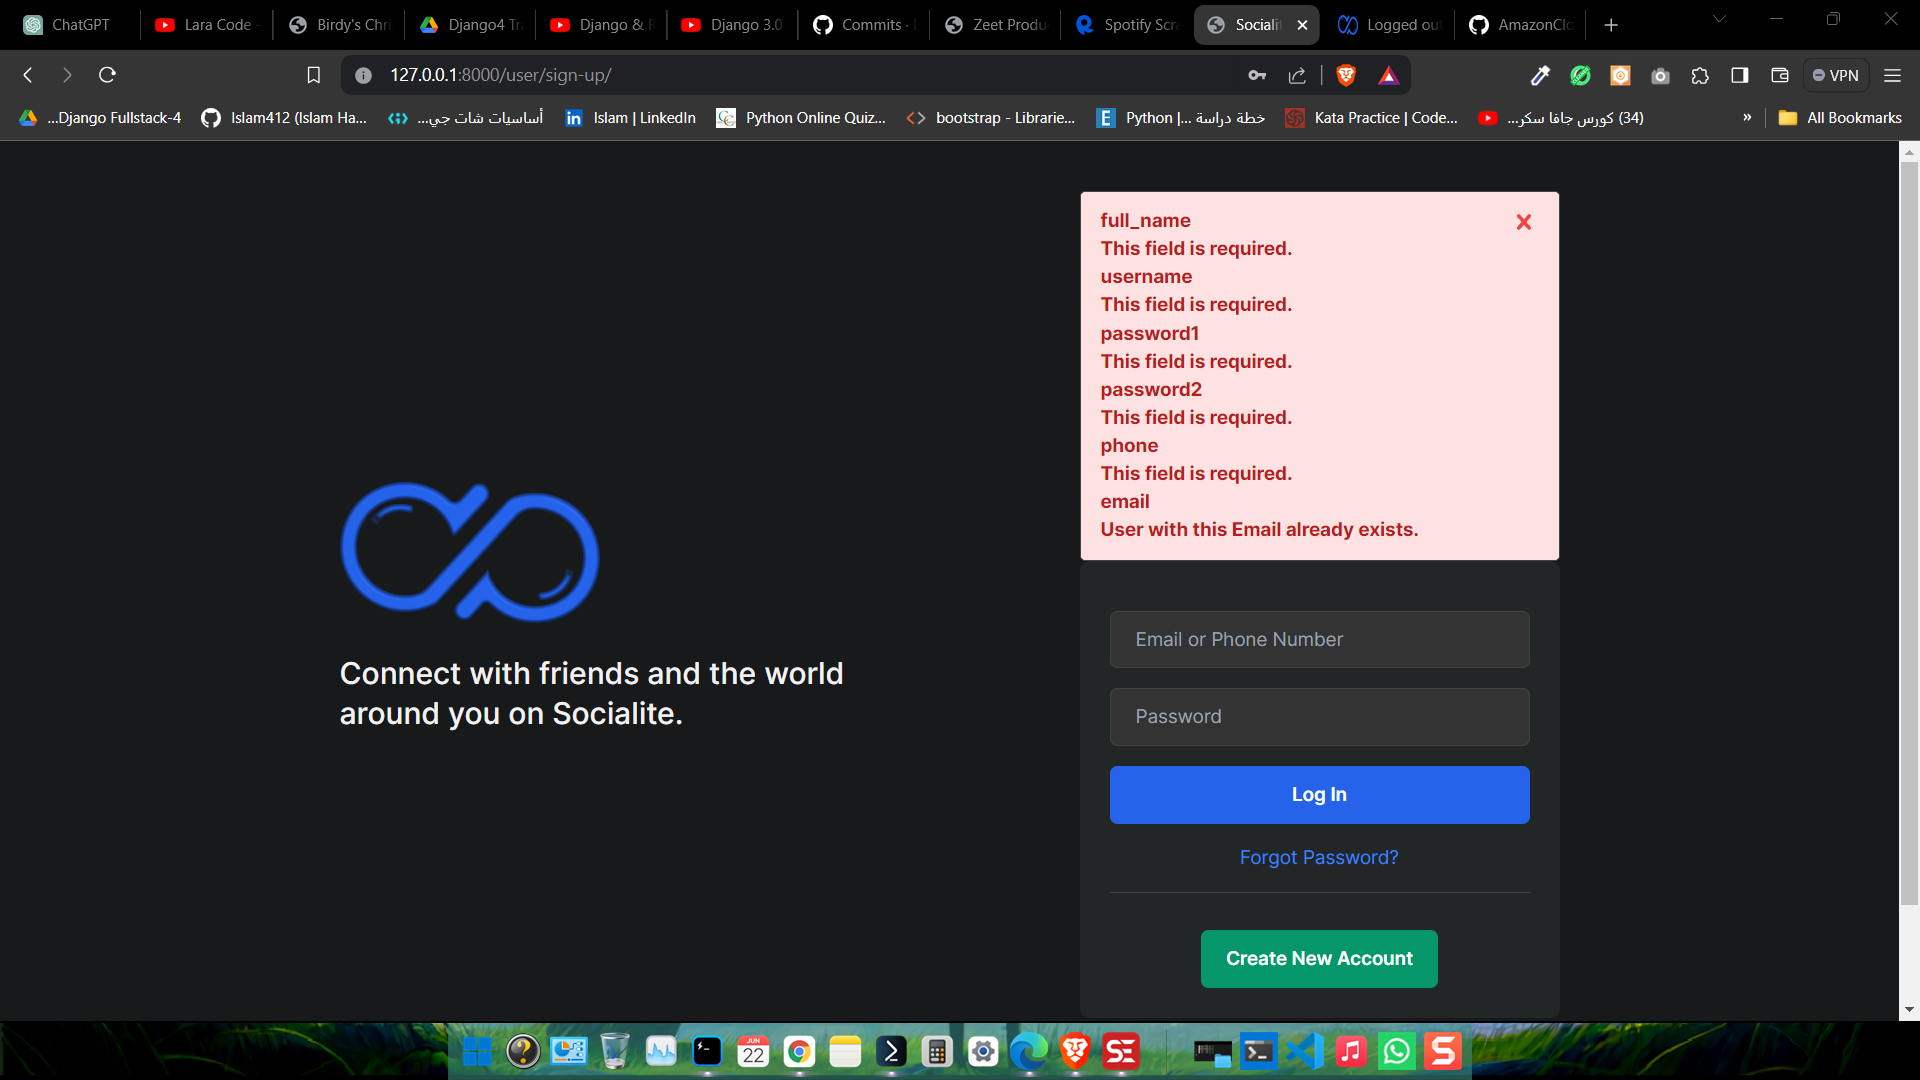 ChatGPT
Lara Code
Birdy's Chri
Django4 Tr
Django &
Django 3.0
Commits ·
Zeet Produ
Spotify Scra
Socialit
Logged out
AmazonClo
127.0.0.1:8000/user/sign-up/
VPN
...Django Fullstack-4
Islam412 (Islam Ha...
أساسيات شات جي...
Islam | LinkedIn
Python Online Quiz...
bootstrap - Librarie...
خطة دراسة ...| Python
Kata Practice | Code...
(34) كورس جافا سكر...
»
All Bookmarks
full_name
This field is required.
username
This field is required.
password1
This field is required.
password2
This field is required.
phone
This field is required.
email
User with this Email already exists.
Connect with friends and the world
around you on Socialite.
Email or Phone Number
Password
Log In
Forgot Password?
Create New Account
JUN
22
SE